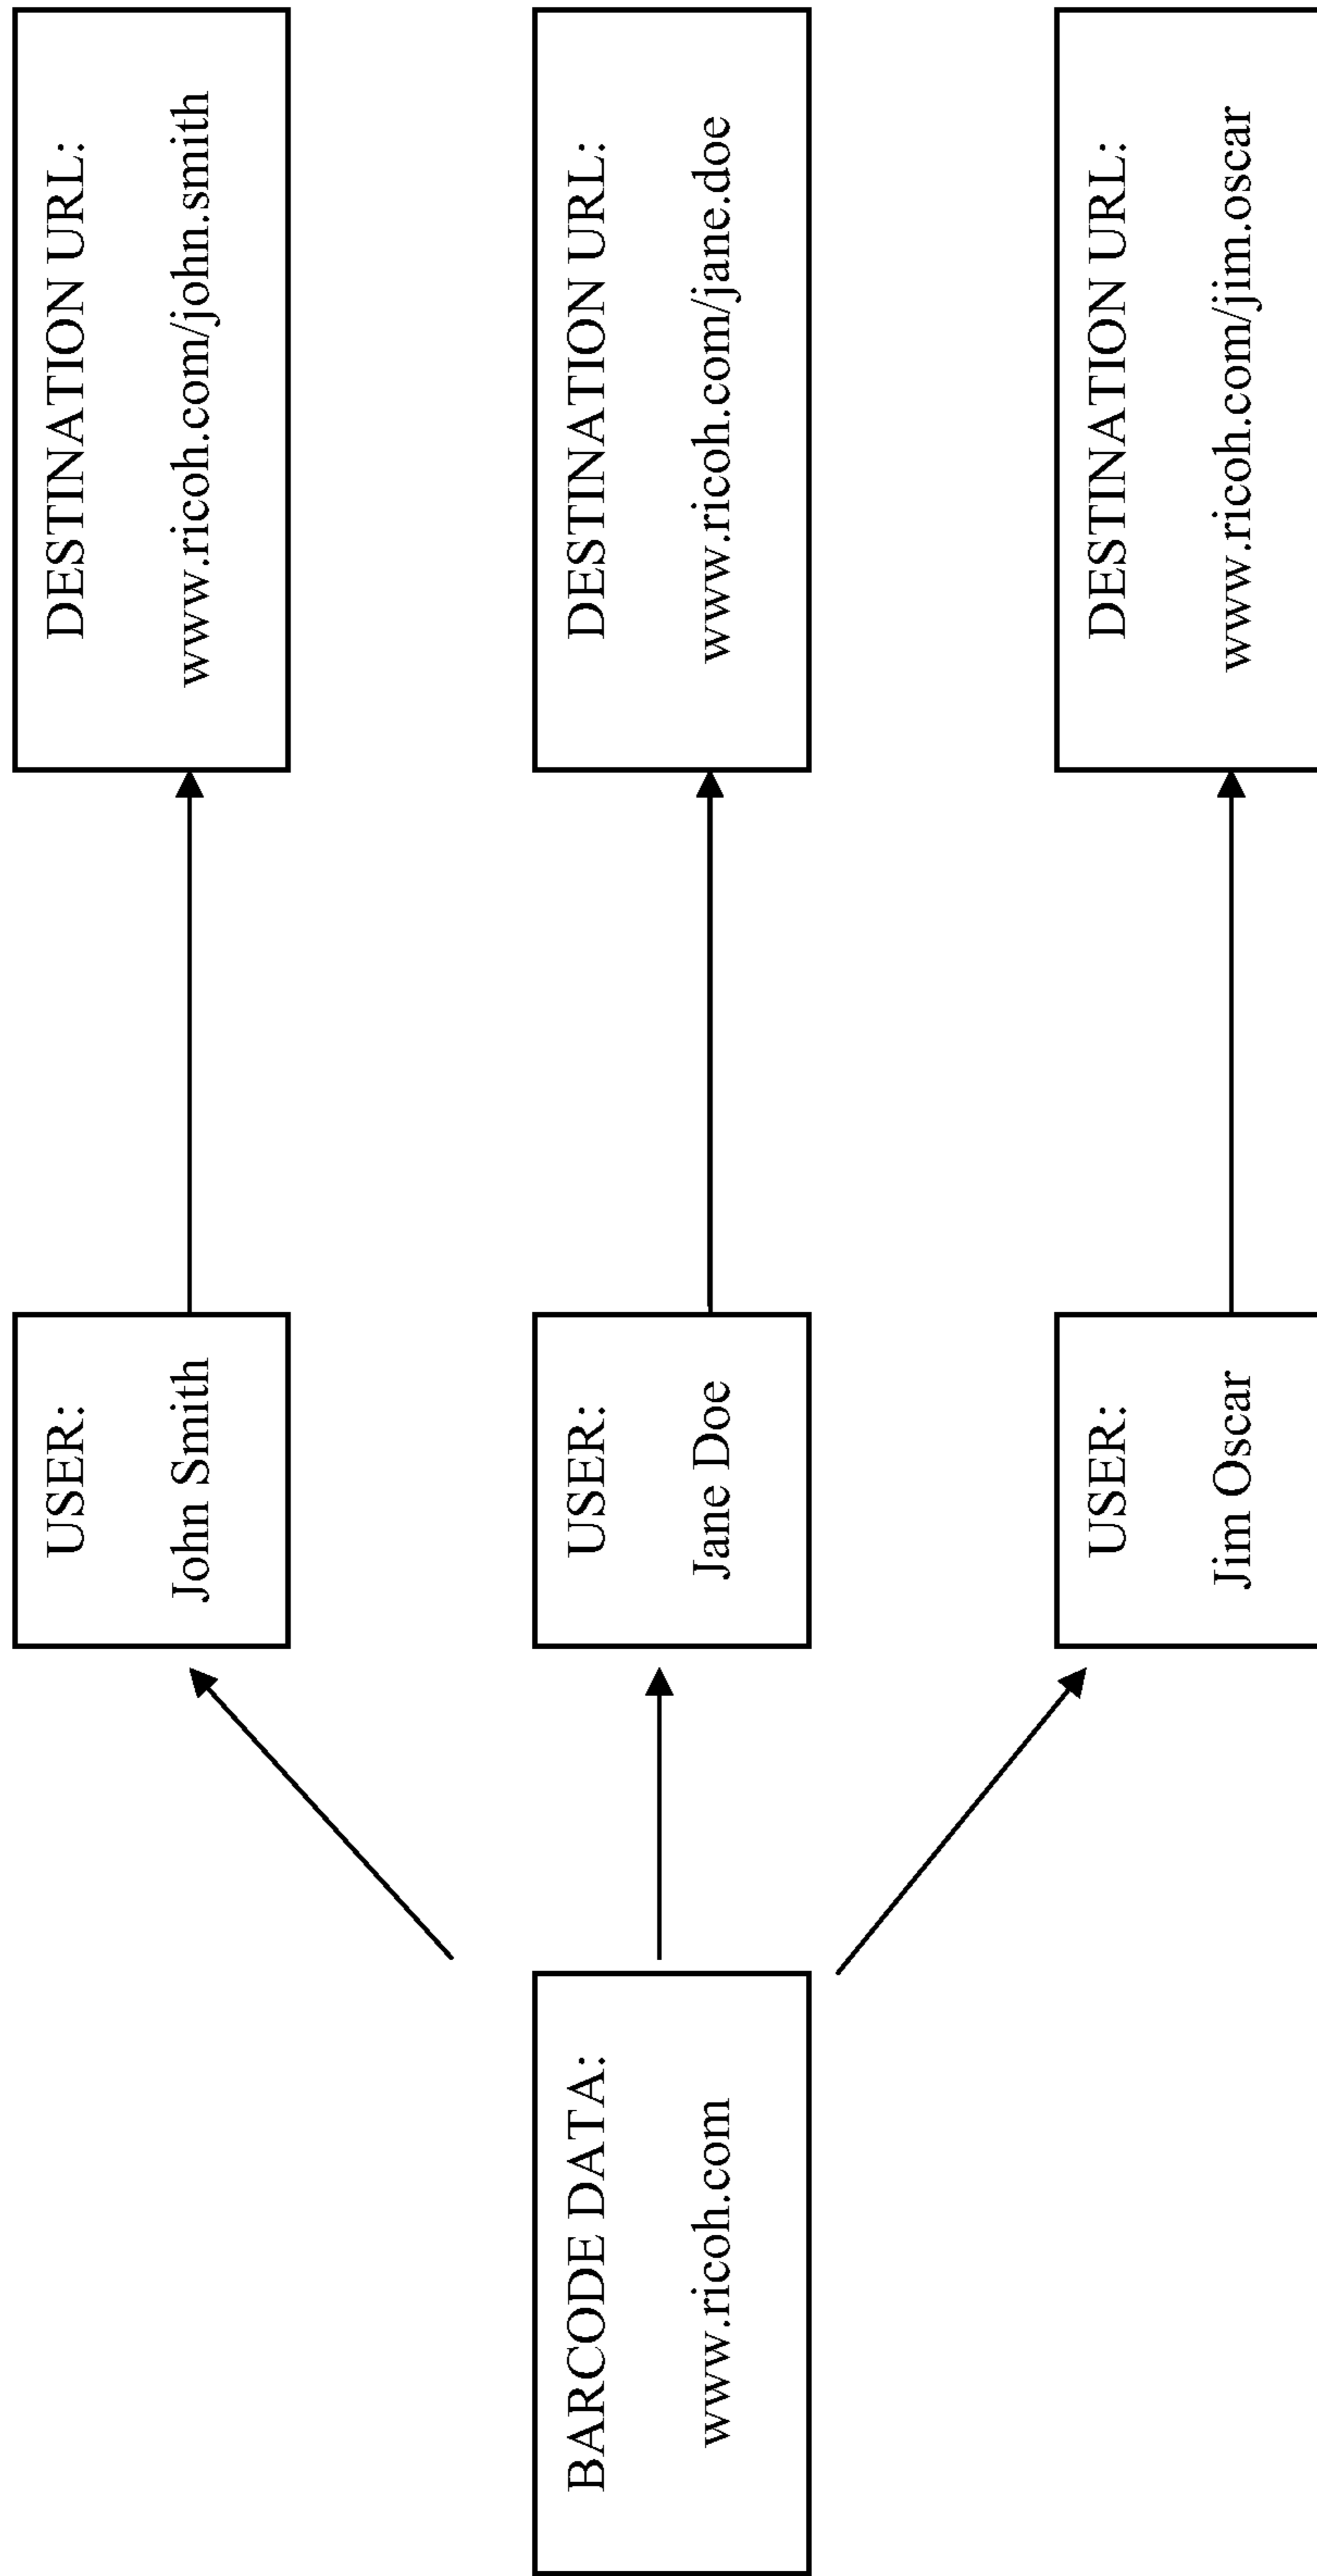 BARCODE DATA:
www.ricoh.com
USER:
John Smith
DESTINATION URL:
www.ricoh.com/john.smith
USER:
Jane Doe
DESTINATION URL:
www.ricoh.com/jane.doe
USER:
Jim Oscar
DESTINATION URL:
www.ricoh.com/jim.oscar